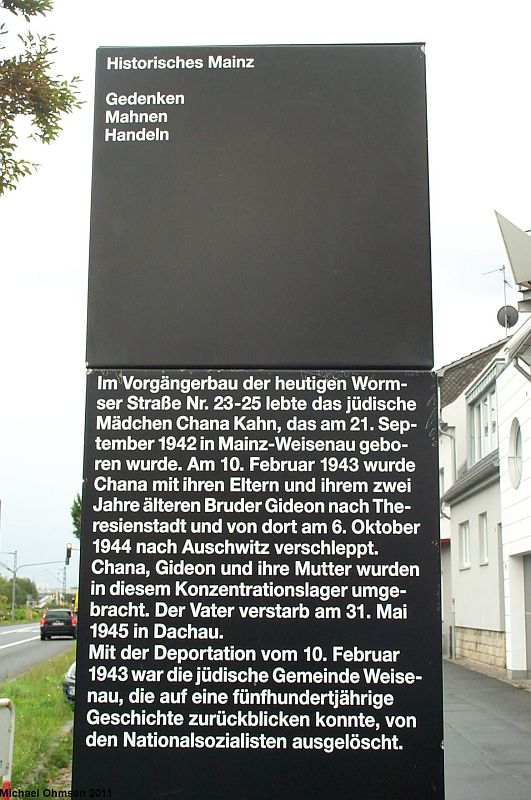 Historisches Mainz
Gedenken
Mahnen
Handeln
Im Vorgängerbau der heutigen Worm-
ser Straße Nr. 23-25 lebte das jüdische
Mädchen Chana Kahn, das am 21. Sep-
tember 1942 in Mainz-Weisenau gebo-
ren wurde. Am 10. Februar 1943 wurde
Chana mit ihren Eltern und ihrem zwei
Jahre älteren Bruder Gideon nach The-
resienstadt und von dort am 6. Oktober
1944 nach Auschwitz verschleppt.
Chana, Gideon und ihre Mutter wurden
in diesem Konzentrationslager umge-
bracht. Der Vater verstarb am 31. Mai
1945 in Dachau.
Mit der Deportation vom 10. Februar
1943 war die jüdische Gemeinde Weise-
nau, die auf eine fünfhundertjährige
Geschichte zurückblicken konnte, von
den Nationalsozialisten ausgelöscht.
Michael Ohmsen 2011